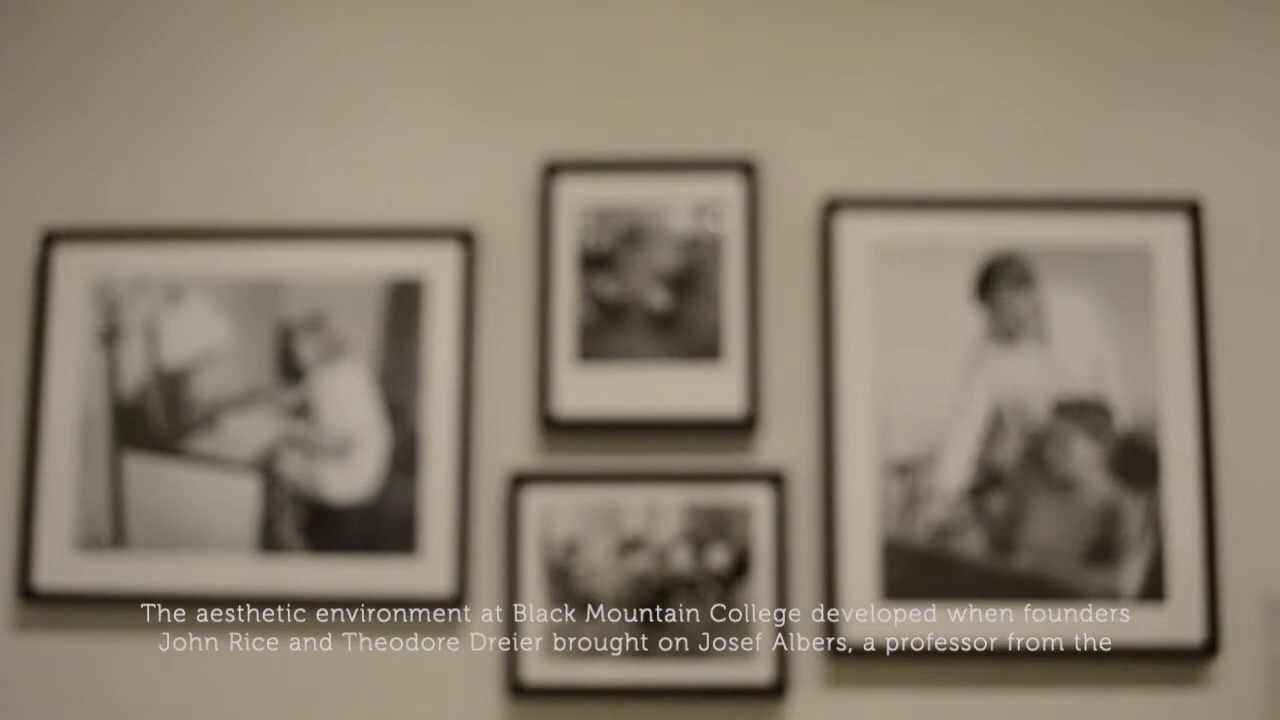 The aesthetic environment at Black Mountain College developed when founders
John Rice and Theodore Dreier brought on Josef Albers, a professor from the